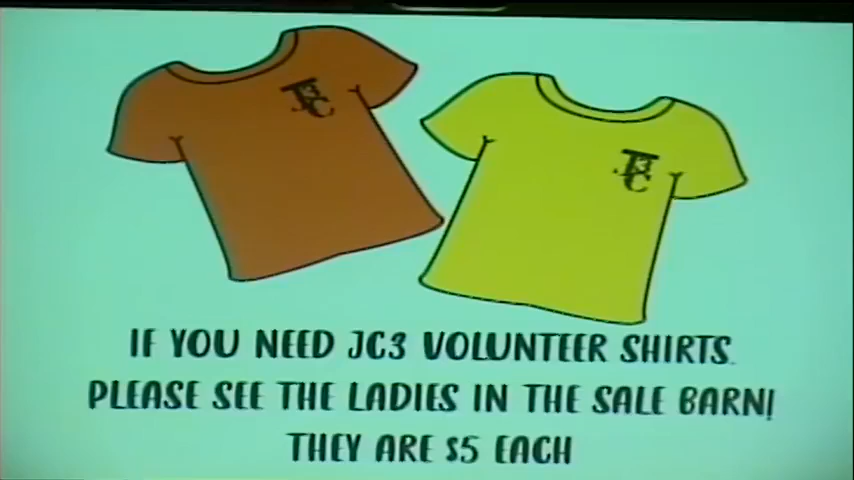 IF YOU NEED JC3 VOLUNTEER SHIRTS
PLEASE SEE THE LADIES IN THE SALE BARN!
THEY ARE $5 EACH